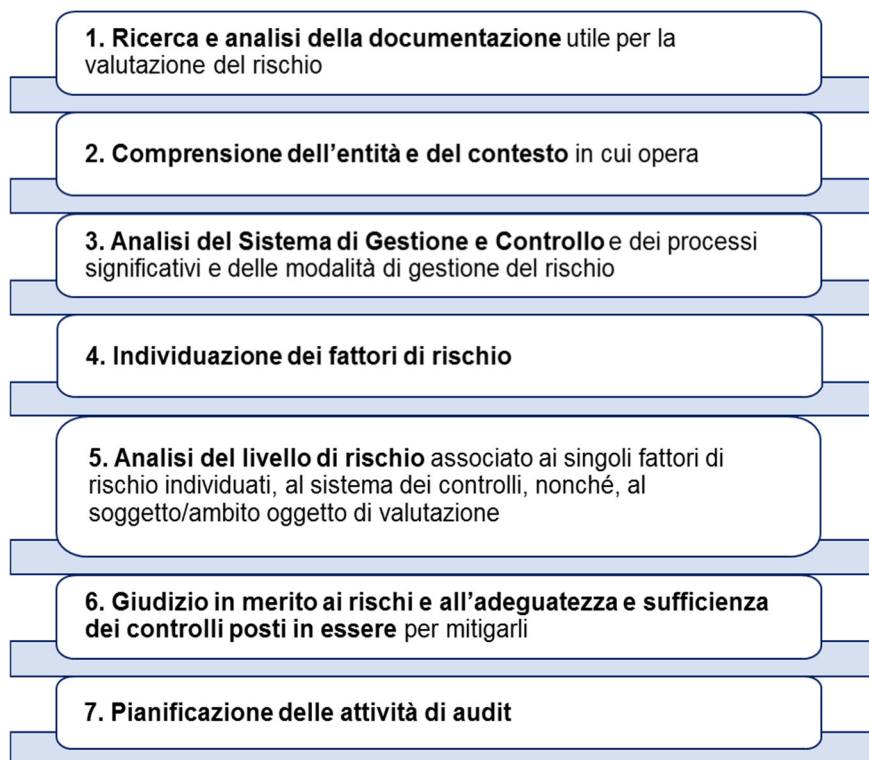 1. Ricerca e analisi della documentazione utile per la
valutazione del rischio
2. Comprensione dell'entità e del contesto in cui opera
3. Analisi del Sistema di Gestione e Controllo e dei processi
significativi e delle modalità di gestione del rischio
4. Individuazione dei fattori di rischio
5. Analisi del livello di rischio associato ai singoli fattori di
rischio individuati, al sistema dei controlli, nonché, al
soggetto/ambito oggetto di valutazione
6. Giudizio in merito ai rischi e all'adeguatezza e sufficienza
dei controlli posti in essere per mitigarli
7. Pianificazione delle attività di audit